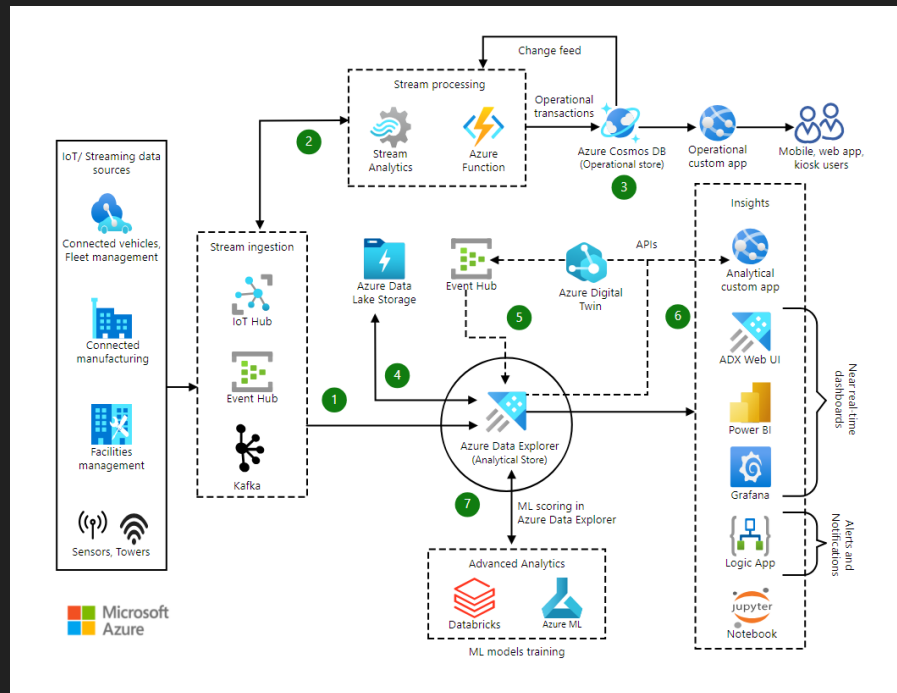 Change feed
Stream processing
Stream
Analytics
Azure
Function
Operational
transactions
Azure Cosmos DB
(Operational store)
Operational
custom app
Mobile, web app,
kiosk users
2
3
IoT/ Streaming data
sources
Connected vehicles,
Fleet management
Connected
manufacturing
Facilities
management
Sensors, Towers
Stream ingestion
IoT Hub
Event Hub
Kafka
1
Azure Data
Lake Storage
Event Hub
Azure Digital
Twin
APIs
4
5
6
Azure Data Explorer
(Analytical Store)
7
ML scoring in
Azure Data Explorer
Advanced Analytics
Databricks
Azure ML
ML models training
Insights
Analytical
custom app
ADX Web UI
Power BI
Grafana
Near real-time
dashboards
Logic App
Alerts and
Notifications
jupyter
Notebook
Microsoft
Azure